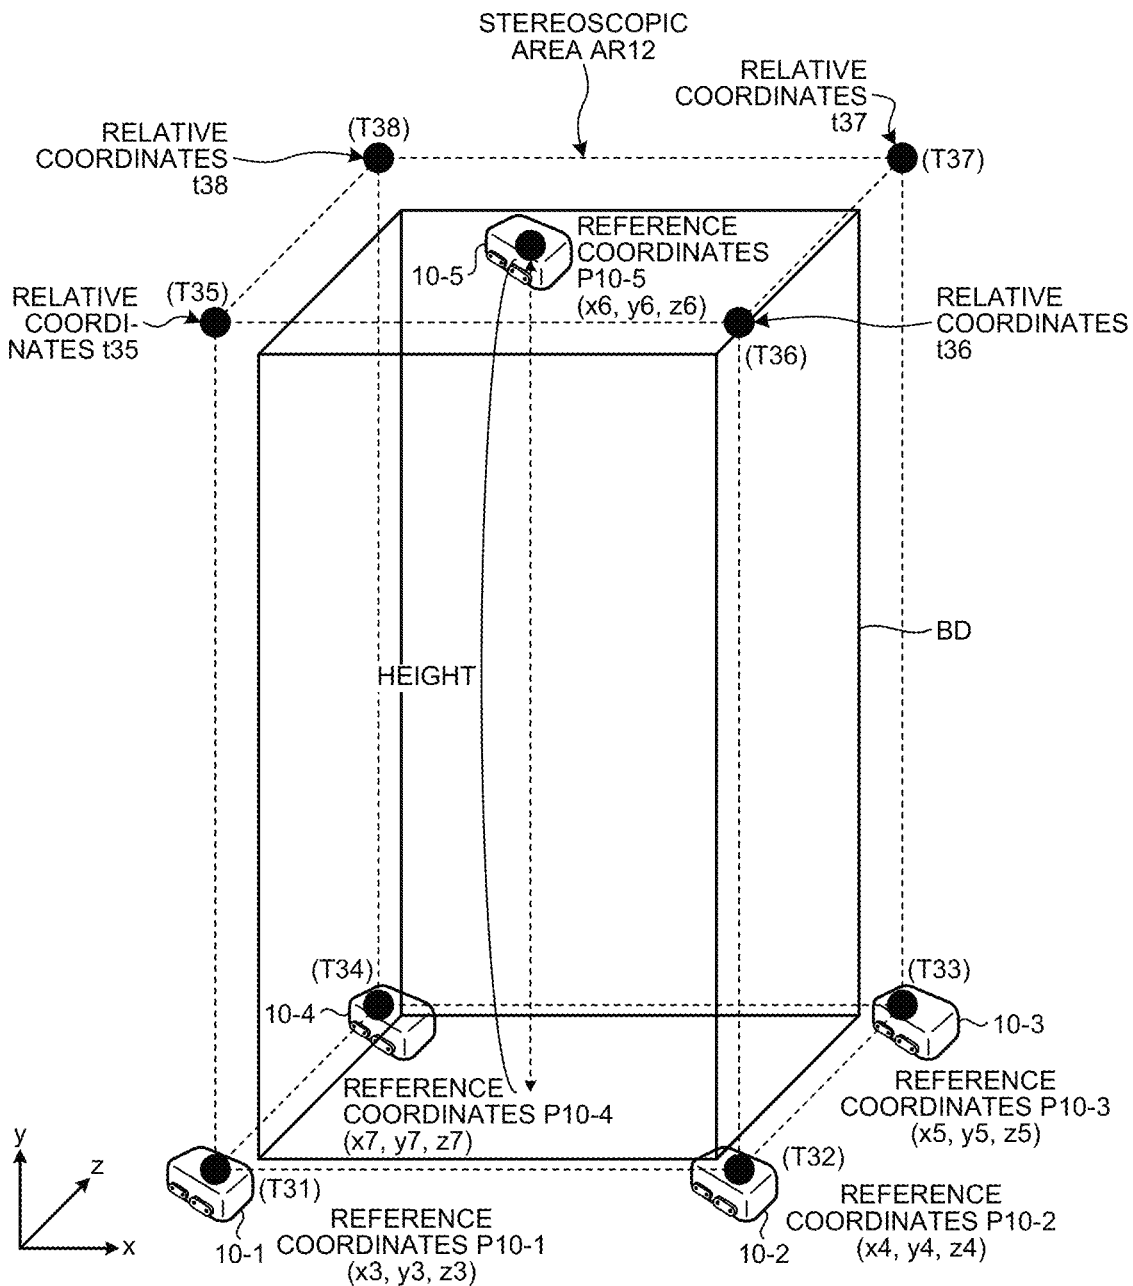 STEREOSCOPIC
AREA AR12
RELATIVE
COORDINATES
t37
RELATIVE
COORDINATES
t38
(T38)
(T37)
10-5
REFERENCE
COORDINATES
P10-5
(x6, y6, z6)
RELATIVE
COORDI-
NATES t35
(T35)
(T36)
RELATIVE
COORDINATES
t36
BD
HEIGHT
(T34)
10-4
(T33)
10-3
REFERENCE
COORDINATES P10-4
(x7, y7, z7)
REFERENCE
COORDINATES P10-3
(x5, y5, z5)
y
z
x
(T31)
10-1
REFERENCE
COORDINATES P10-1
(x3, y3, z3)
(T32)
10-2
REFERENCE
COORDINATES P10-2
(x4, y4, z4)